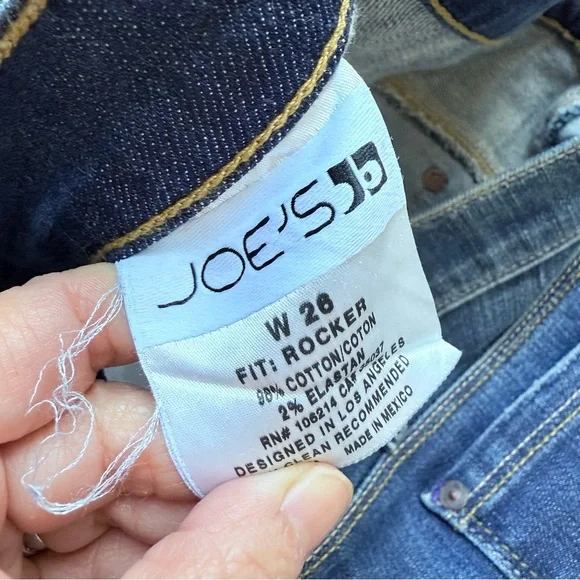 JOE'S
W 26
FIT: ROCKER
98% COTTON/COTON
2% ELASTAN
RN# 106214 CA#
DESIGNED IN LOS ANGELES
CLEAN RECOMMENDED
MADE IN MEXICO